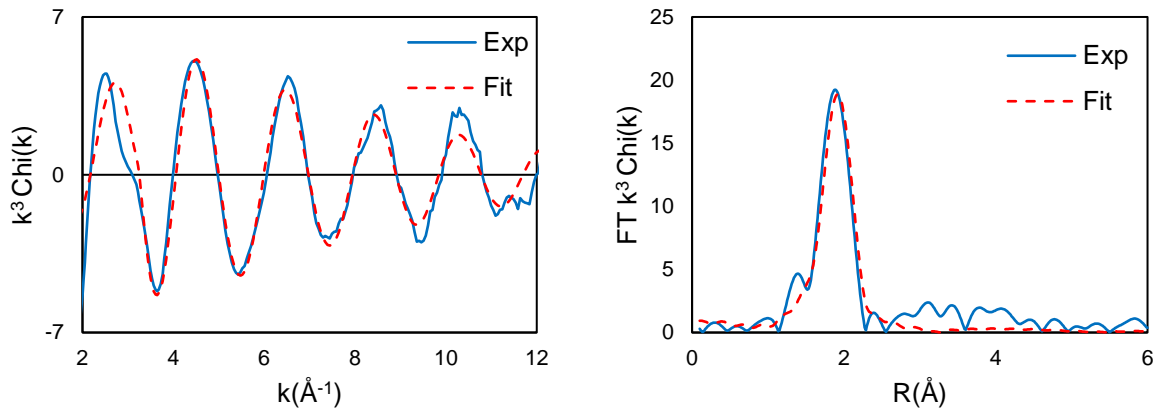 7
0
-7
k³ Chi(k)
Exp
Fit
2 4 6 8 10 12
k(Å⁻¹)
25
20
15
10
5
0
FT k³ Chi(k)
Exp
Fit
0 2 4 6
R(Å)